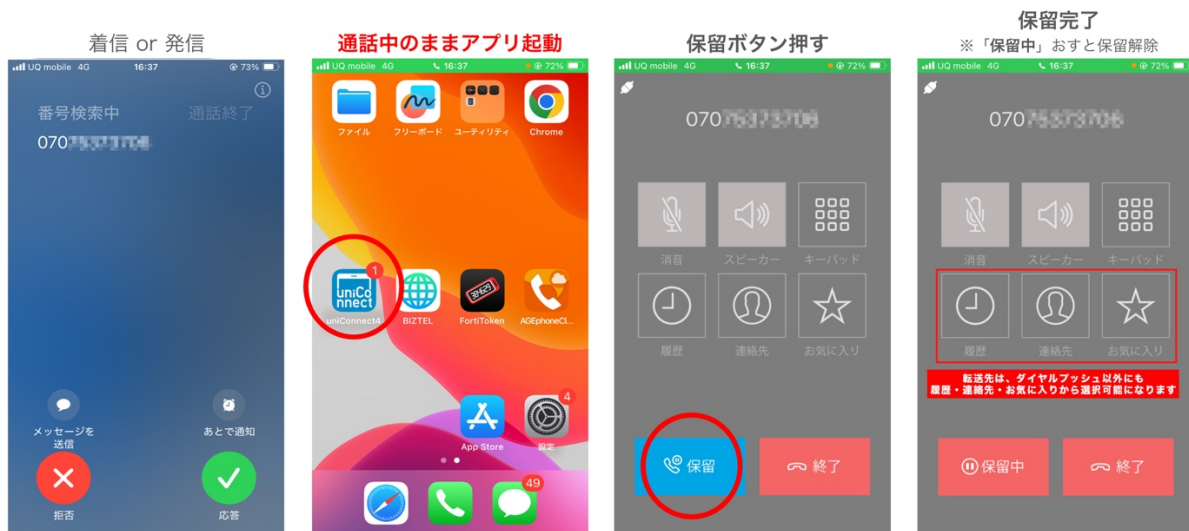 着信 or 発信
UQ mobile 4G 16:37 73%
番号検索中 通話終了
070
メッセージを
送信
あとで通知
拒否
応答
通話中のままアプリ起動
UQ mobile 4G 16:37 72%
ファイル フリーボード ユーティリティ Chrome
1
uniCo
nnect
38629
uniConnect4 BIZTEL FortiToken AGEphoneCl...
4
App Store 設定
49
保留ボタン押す
UQ mobile 4G 16:37 72%
070
消音 スピーカー キーパッド
履歴 連絡先 お気に入り
保留 終了
保留完了
※「保留中」おすと保留解除
UQ mobile 4G 16:37 72%
070
消音 スピーカー キーパッド
履歴 連絡先 お気に入り
転送先は、ダイヤルプッシュ以外にも
履歴・連絡先・お気に入りから選択可能になります
保留中 終了